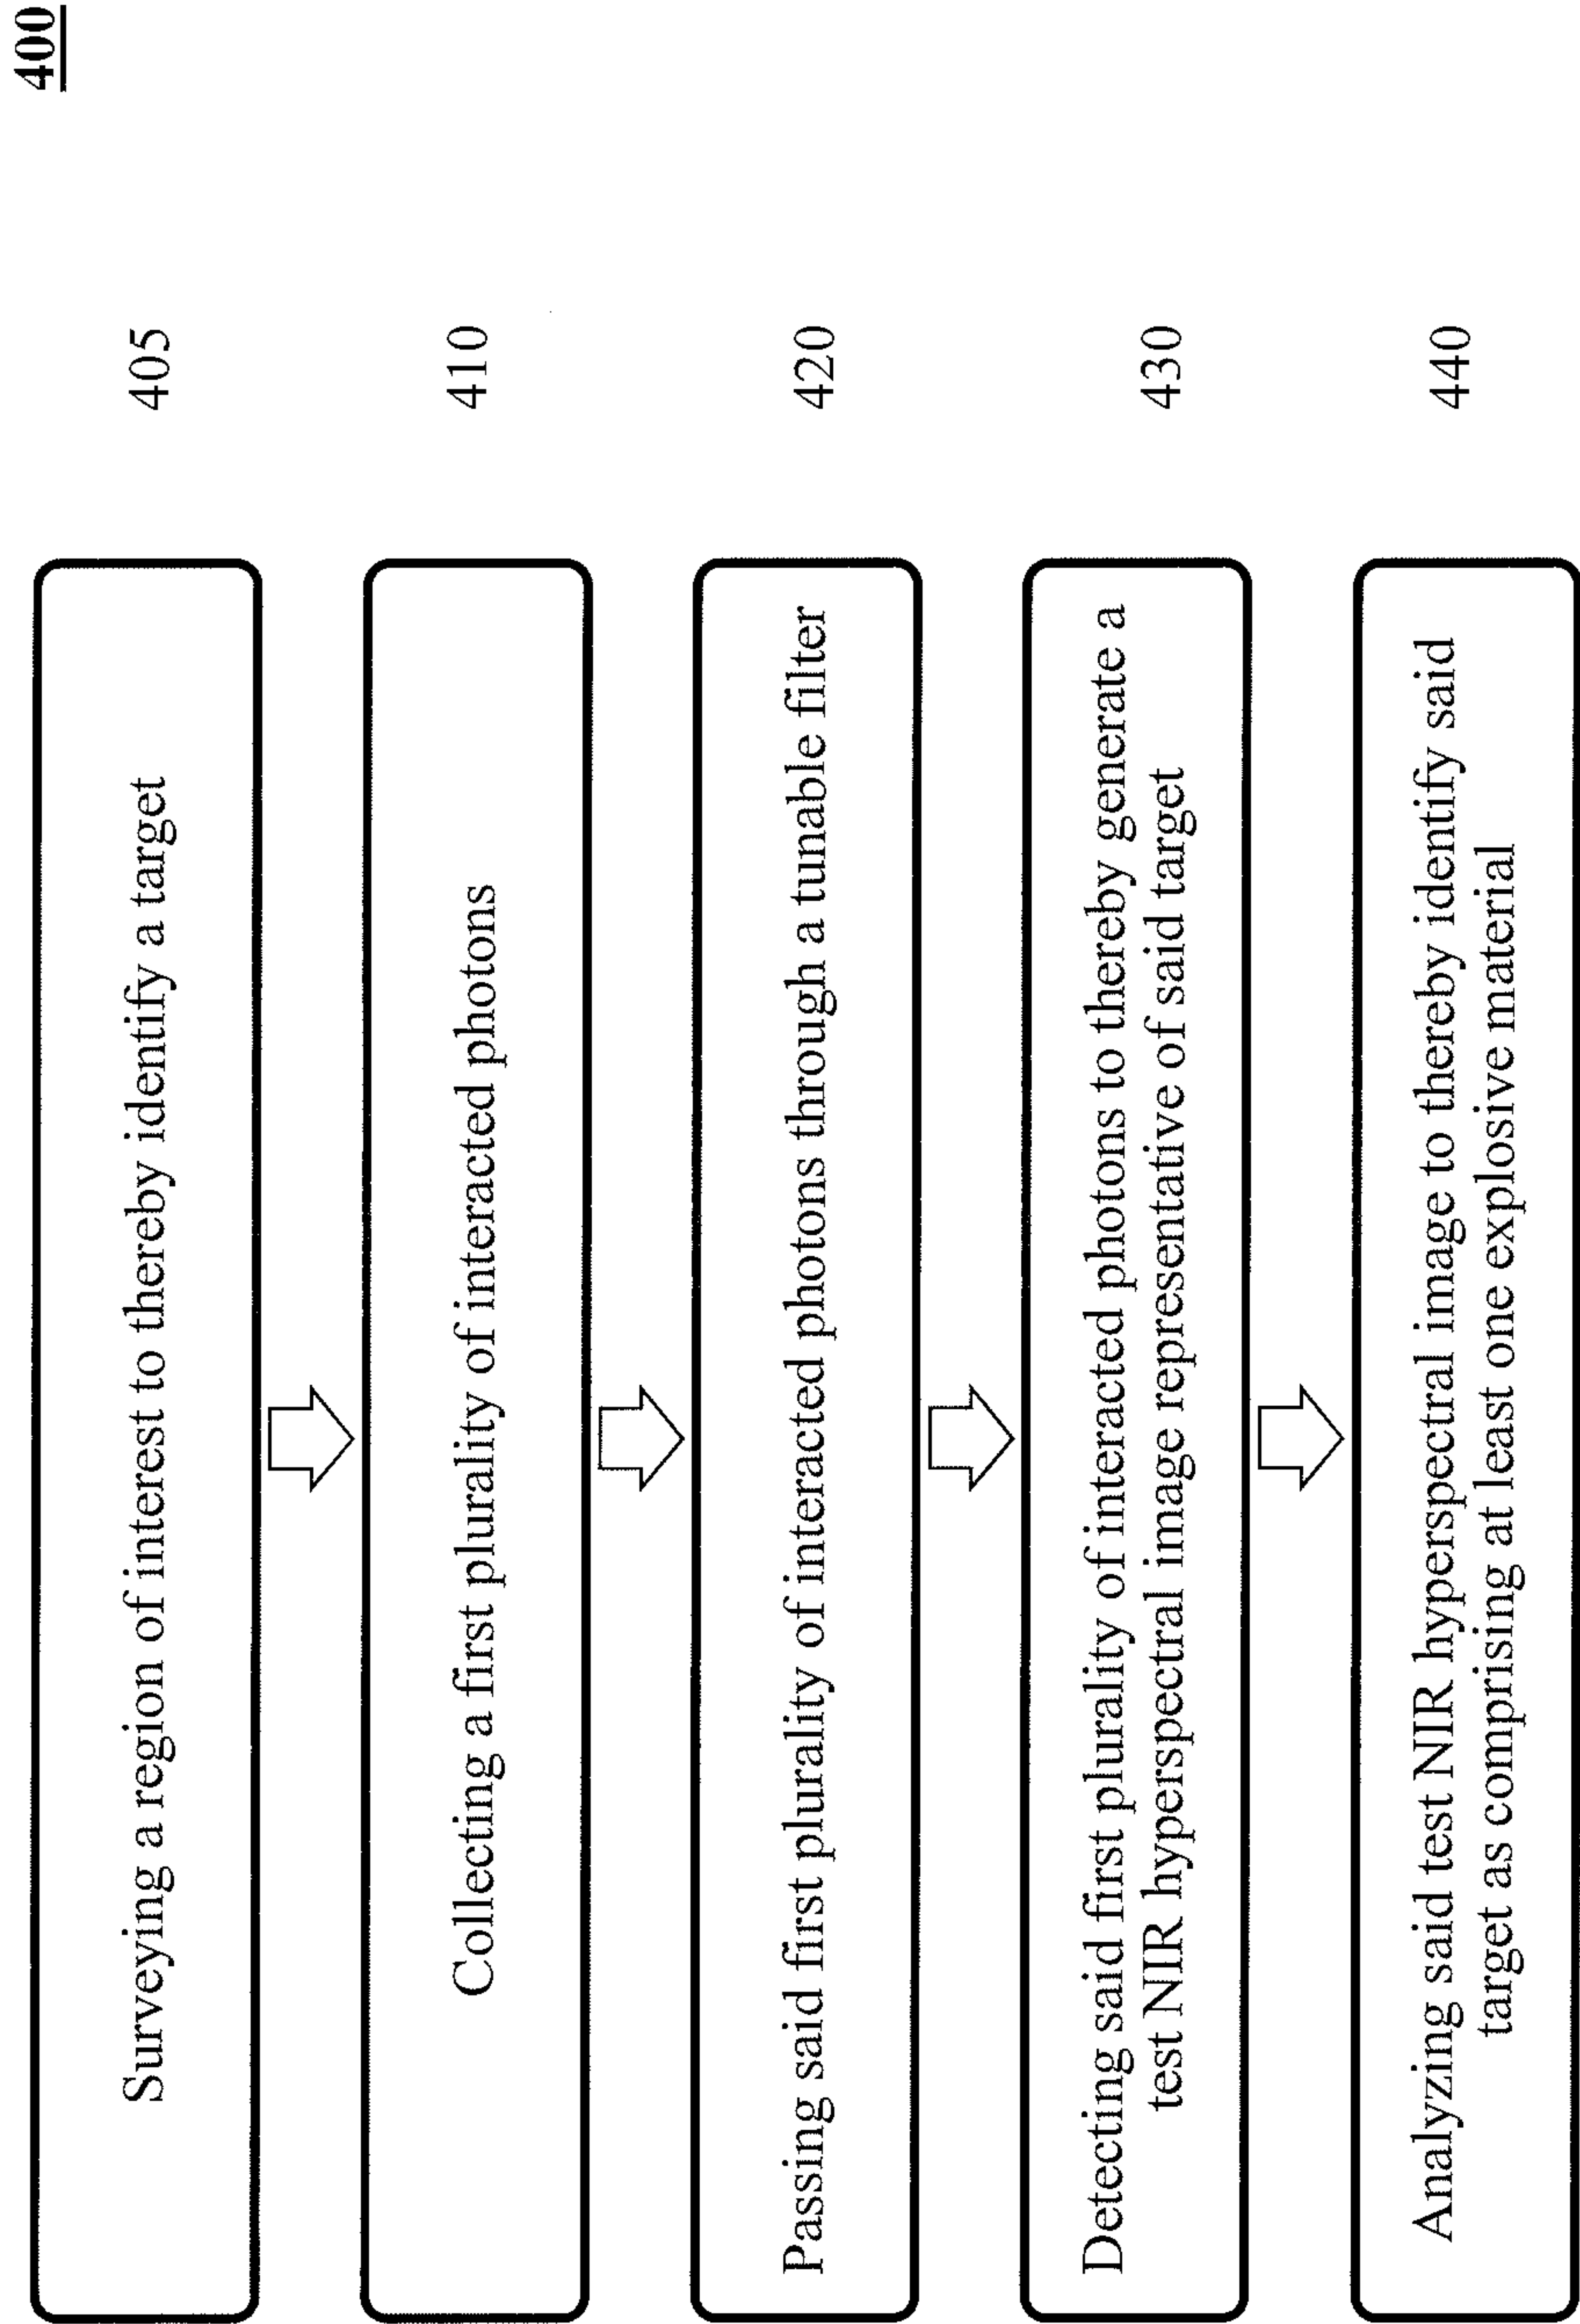 400
Surveying a region of interest to thereby identify a target
405
Collecting a first plurality of interacted photons
410
Passing said first plurality of interacted photons through a tunable filter
420
Detecting said first plurality of interacted photons to thereby generate a
test NIR hyperspectral image representative of said target
430
Analyzing said test NIR hyperspectral image to thereby identify said
target as comprising at least one explosive material
440